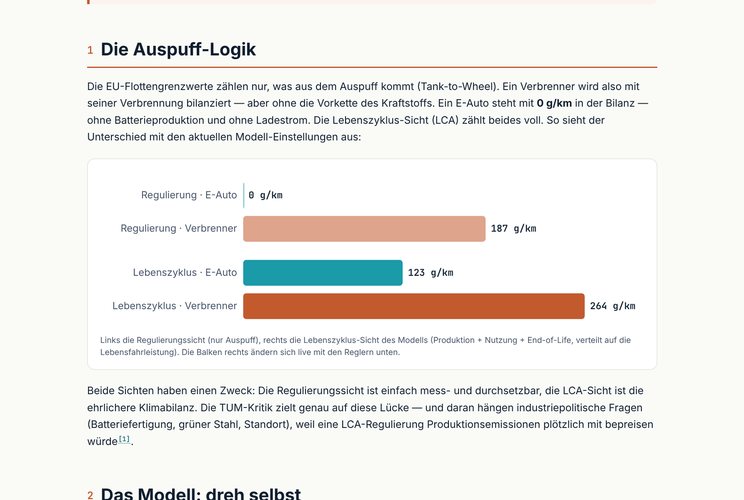 1 Die Auspuff-Logik
Die EU-Flottengrenzwerte zählen nur, was aus dem Auspuff kommt (Tank-to-Wheel). Ein Verbrenner wird also mit
seiner Verbrennung bilanziert — aber ohne die Vorkette des Kraftstoffs. Ein E-Auto steht mit 0 g/km in der Bilanz —
ohne Batterieproduktion und ohne Ladestrom. Die Lebenszyklus-Sicht (LCA) zählt beides voll. So sieht der
Unterschied mit den aktuellen Modell-Einstellungen aus:
Regulierung · E-Auto 0 g/km
Regulierung · Verbrenner 187 g/km
Lebenszyklus · E-Auto 123 g/km
Lebenszyklus · Verbrenner 264 g/km
Links die Regulierungssicht (nur Auspuff), rechts die Lebenszyklus-Sicht des Modells (Produktion + Nutzung + End-of-Life, verteilt auf die
Lebensfahrleistung). Die Balken rechts ändern sich live mit den Reglern unten.
Beide Sichten haben einen Zweck: Die Regulierungssicht ist einfach mess- und durchsetzbar, die LCA-Sicht ist die
ehrlichere Klimabilanz. Die TUM-Kritik zielt genau auf diese Lücke — und daran hängen industriepolitische Fragen
(Batteriefertigung, grüner Stahl, Standort), weil eine LCA-Regulierung Produktionsemissionen plötzlich mit bepreisen
würde[1].
2 Das Modell: dreh selbst